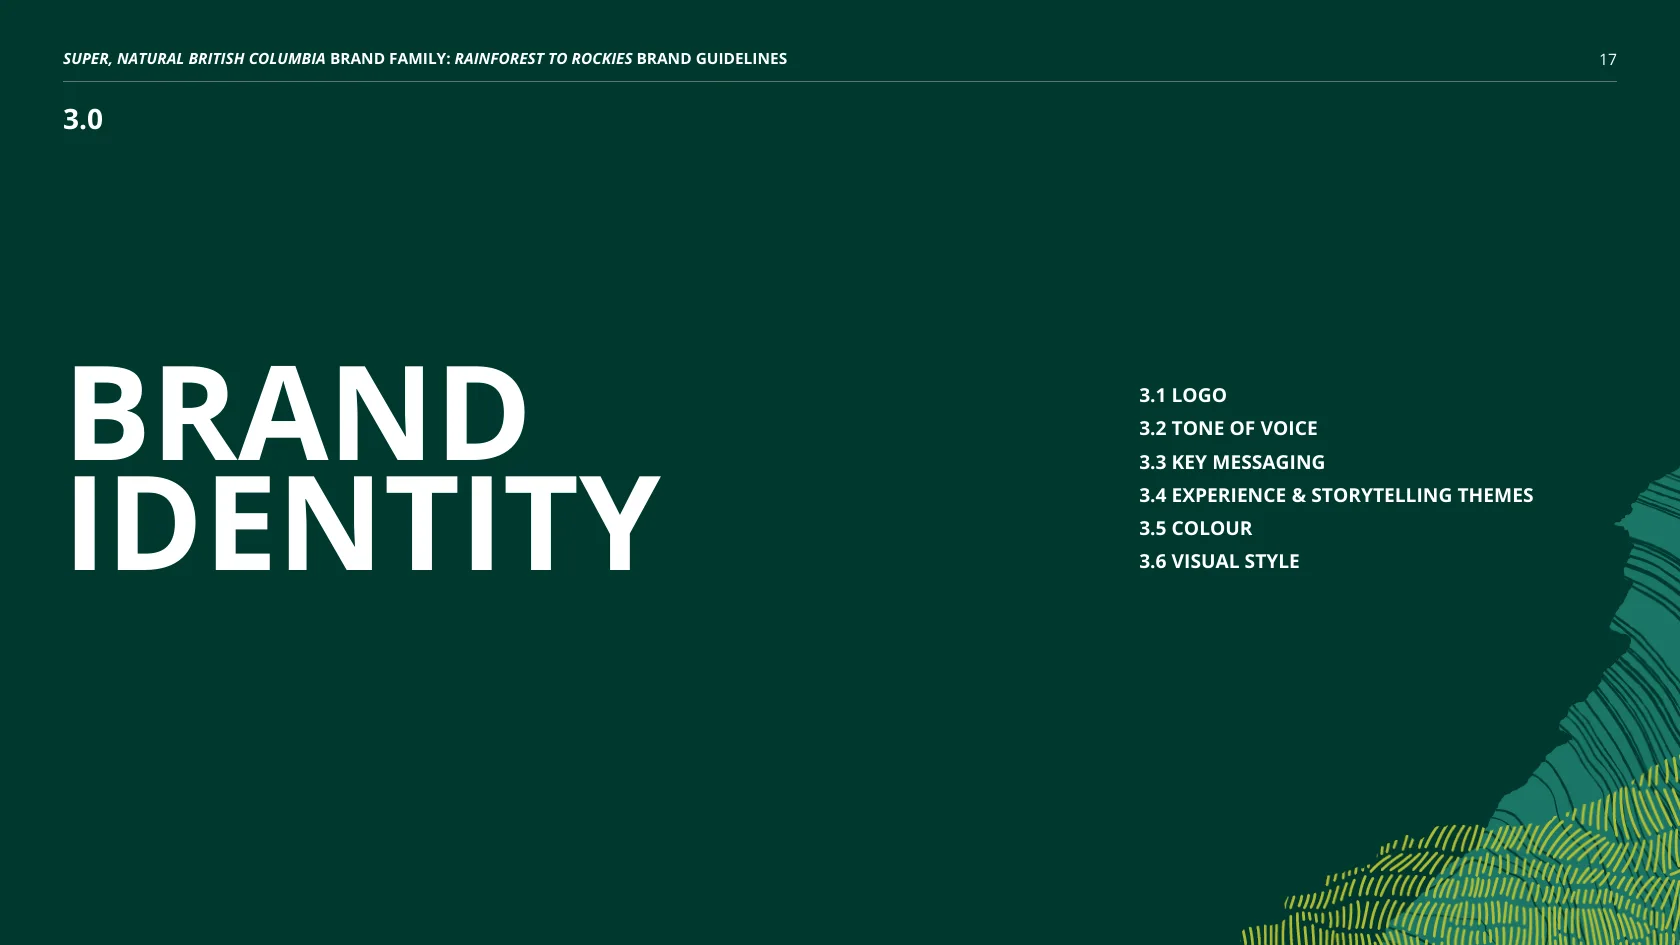 SUPER, NATURAL BRITISH COLUMBIA BRAND FAMILY: RAINFOREST TO ROCKIES BRAND GUIDELINES
17
3.0
BRAND
IDENTITY
3.1 LOGO
3.2 TONE OF VOICE
3.3 KEY MESSAGING
3.4 EXPERIENCE & STORYTELLING THEMES
3.5 COLOUR
3.6 VISUAL STYLE